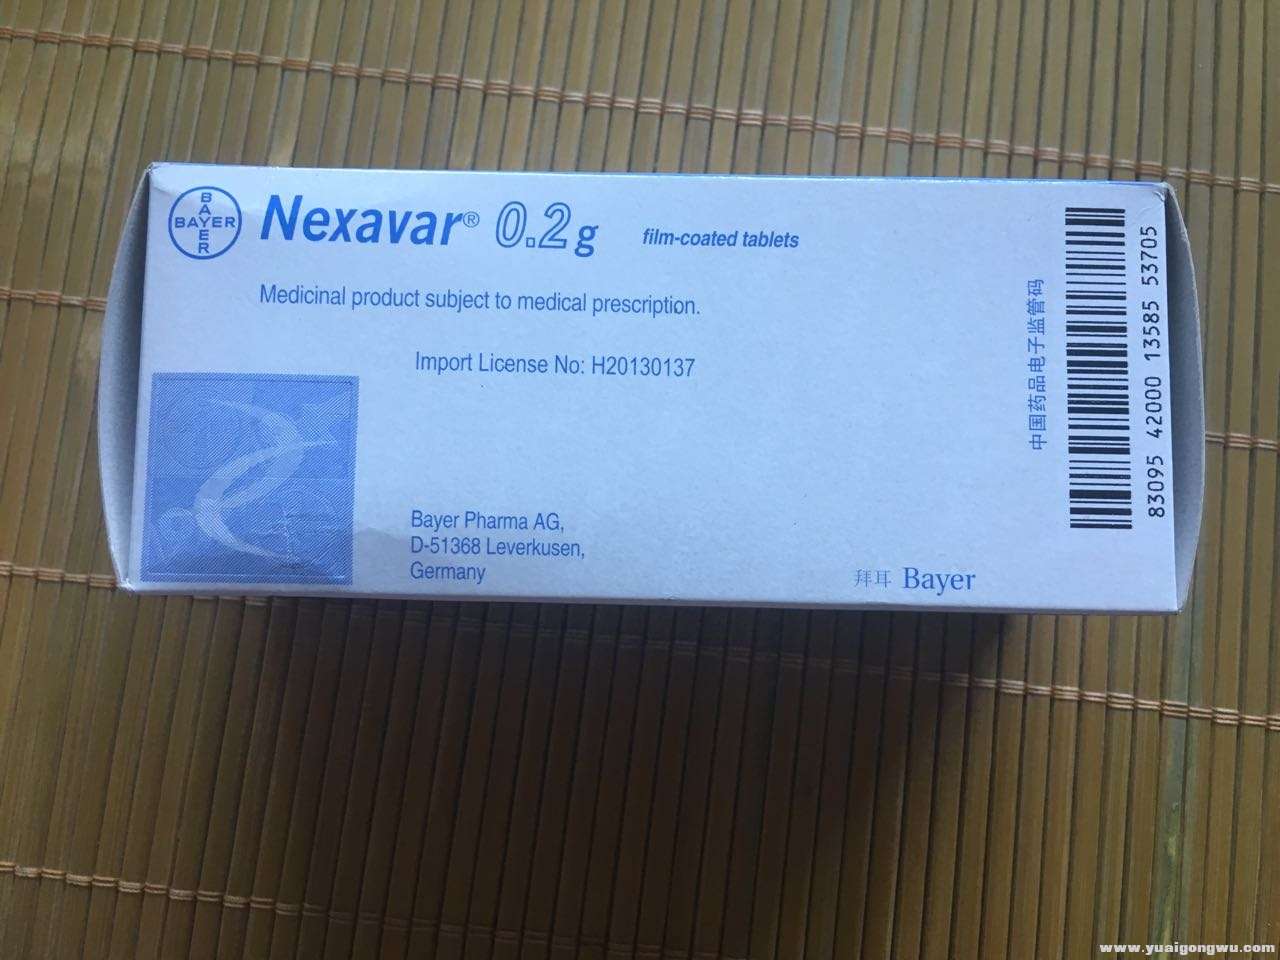 BAYER
BAYER
Nexavar® 0.2 g film-coated tablets
Medicinal product subject to medical prescription.
Import License No: H20130137
Bayer Pharma AG,
D-51368 Leverkusen,
Germany
拜耳 Bayer
中国药品电子监管码
83095 42000 13585 53705
www.yuaigongwu.com